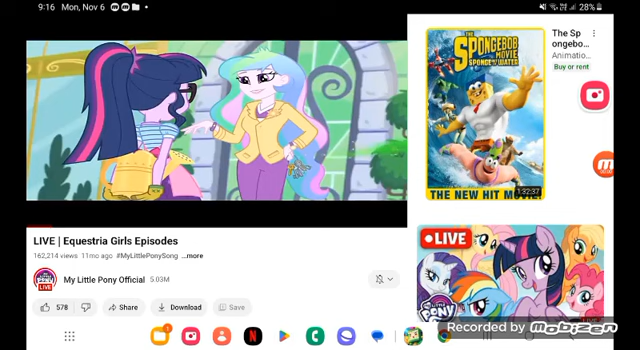 9:16 Mon, Nov 6
28%
THE
SPONGEBOB
MOVIE
SPONGE OUT OF WATER
THE NEW HIT MOVIE
1:32:37
The Sp
ongebo...
Animatio...
Buy or rent
00:02
LIVE | Equestria Girls Episodes
162,214 views 11mo ago #MyLittlePonySong ...more
My Little Pony Official 5.03M
LIVE
578
Share
Download
Save
LIVE
MY LITTLE PONY
Recorded by Mobizen